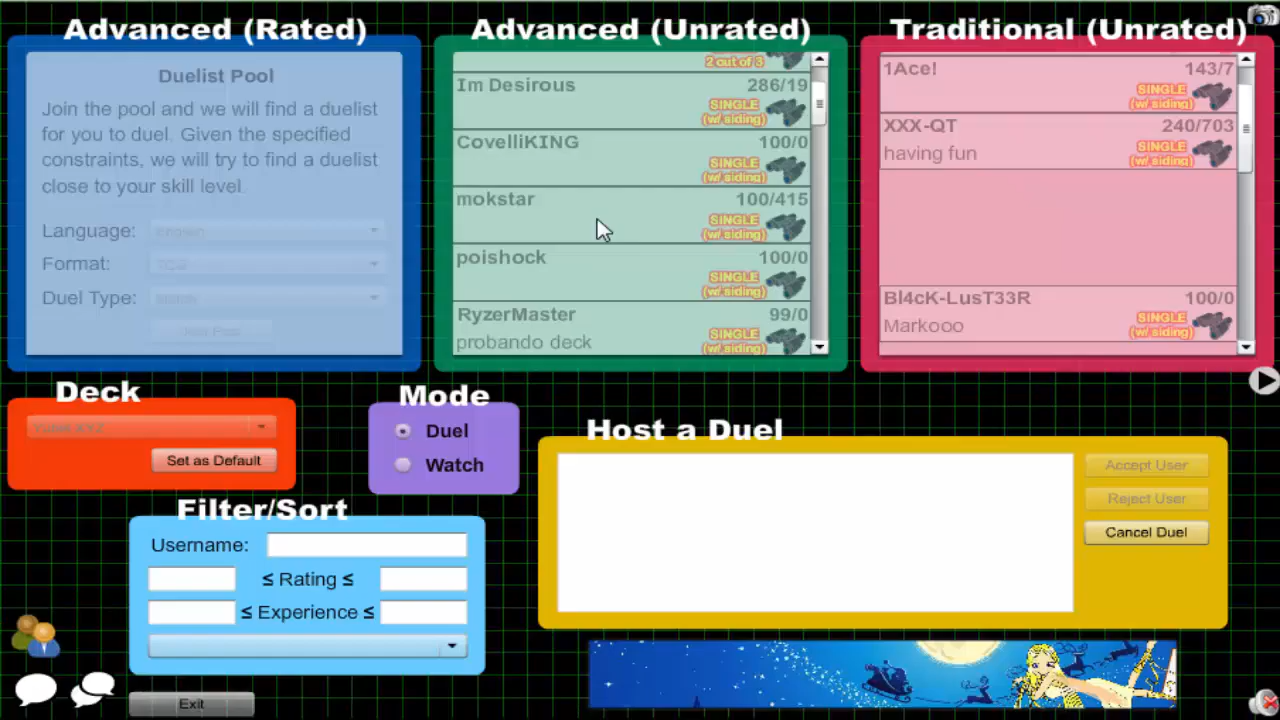 Advanced (Rated)
Duelist Pool
Join the pool and we will find a duelist
for you to duel. Given the specified
constraints, we will try to find a duelist
close to your skill level.
Language: English
Format:
Duel Type:
Join Pool
Advanced (Unrated)
2 out of 3
Im Desirous 286/19
SINGLE
(w/ siding)
CovelliKING 100/0
SINGLE
(w/ siding)
mokstar 100/415
SINGLE
(w/ siding)
poishock 100/0
SINGLE
(w/ siding)
RyzerMaster 99/0
probando deck
SINGLE
(w/ siding)
Traditional (Unrated)
1Ace! 143/7
SINGLE
(w/ siding)
XXX-QT 240/703
having fun
SINGLE
(w/ siding)
Bl4cK-LusT33R 100/0
Markooo
SINGLE
(w/ siding)
Deck
Set as Default
Mode
Duel
Watch
Host a Duel
Accept User
Reject User
Cancel Duel
Filter/Sort
Username:
≤ Rating ≤
≤ Experience ≤
Exit